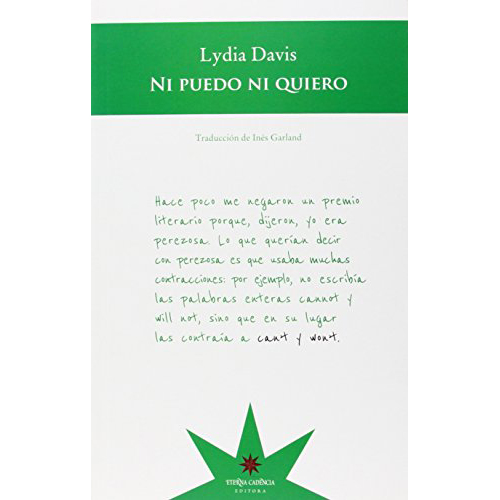 Lydia Davis
NI PUEDO NI QUIERO
Traducción de Inés Garland
Hace poco me negaron un premio
literario porque, dijeron, yo era
perezosa. Lo que querían decir
con perezosa es que usaba muchas
contracciones: por ejemplo, no escribía
las palabras enteras cannot y
will not, sino que en su lugar
las contraía a can't y won't.
ETERNA CADENCIA
EDITORA